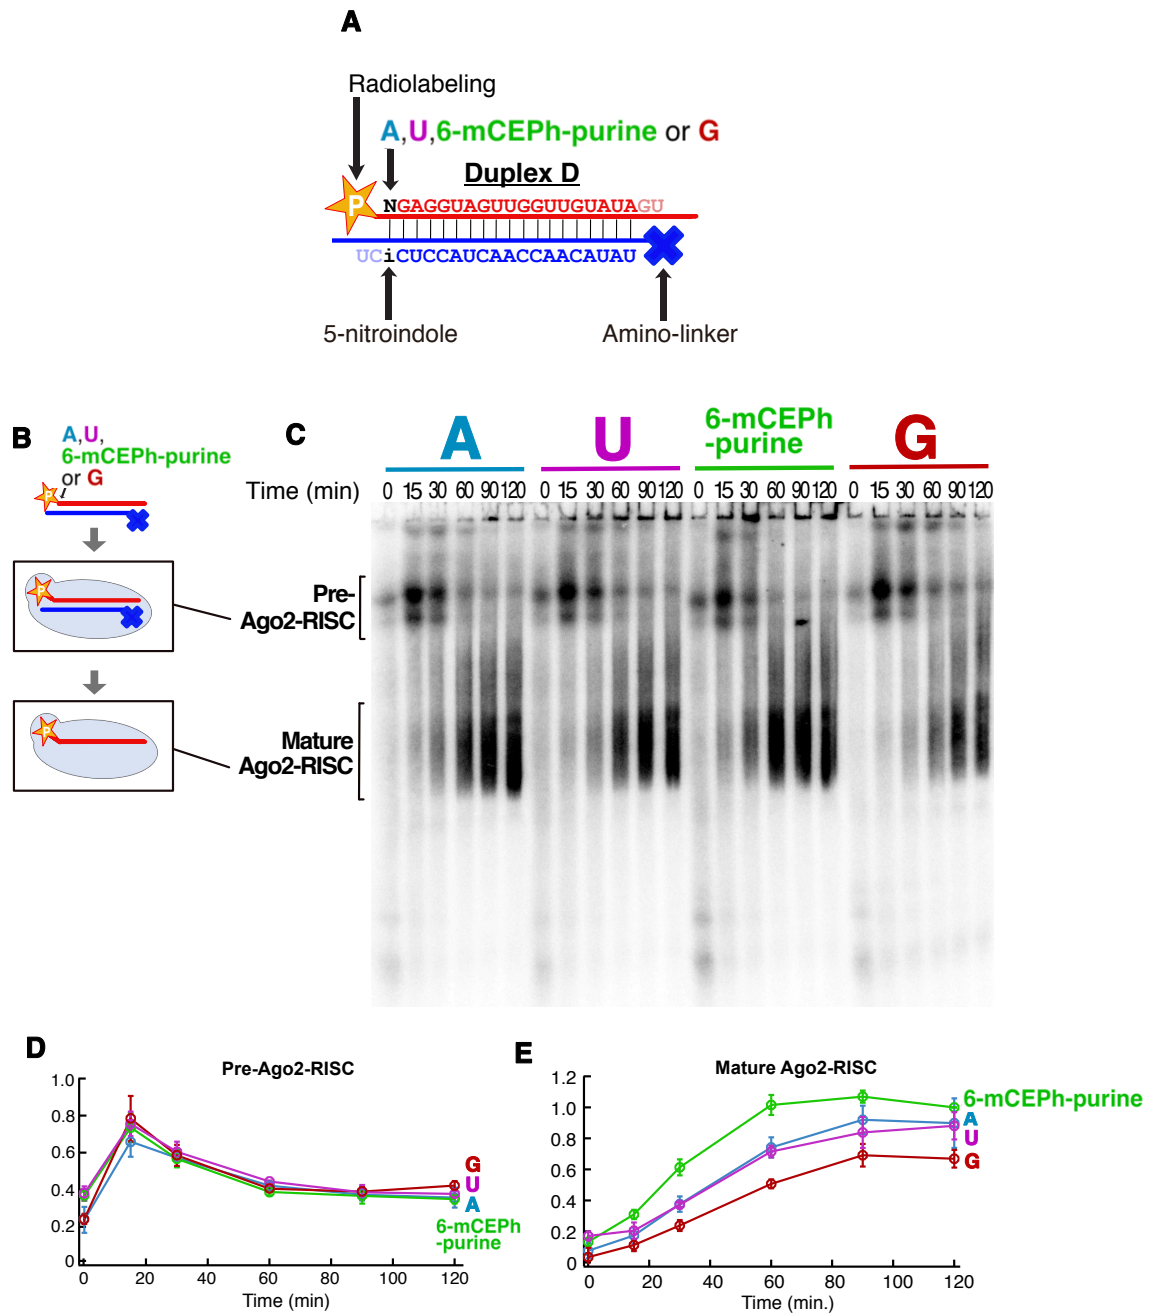 A
Radiolabeling
A,U,6-mCEPh-purine or G
Duplex D
P
NGAGGUAGUUGGUUGUAUAGU
UCiCUCCAUCAACCAACAUAU
5-nitroindole
Amino-linker
B
A,U,
6-mCEPh-purine
or G
P
P
P
C
A
U
6-mCEPh
-purine
G
Time (min)
0 15 30 60 90 120 0 15 30 60 90 120 0 15 30 60 90 120 0 15 30 60 90 120
Pre-
Ago2-RISC
Mature
Ago2-RISC
D
Pre-Ago2-RISC
1.0
0.8
0.6
0.4
0.2
0
0 20 40 60 80 100 120
Time (min)
G
U
A
6-mCEPh
-purine
E
Mature Ago2-RISC
1.2
1.0
0.8
0.6
0.4
0.2
0
0 20 40 60 80 100 120
Time (min.)
6-mCEPh-purine
A
U
G